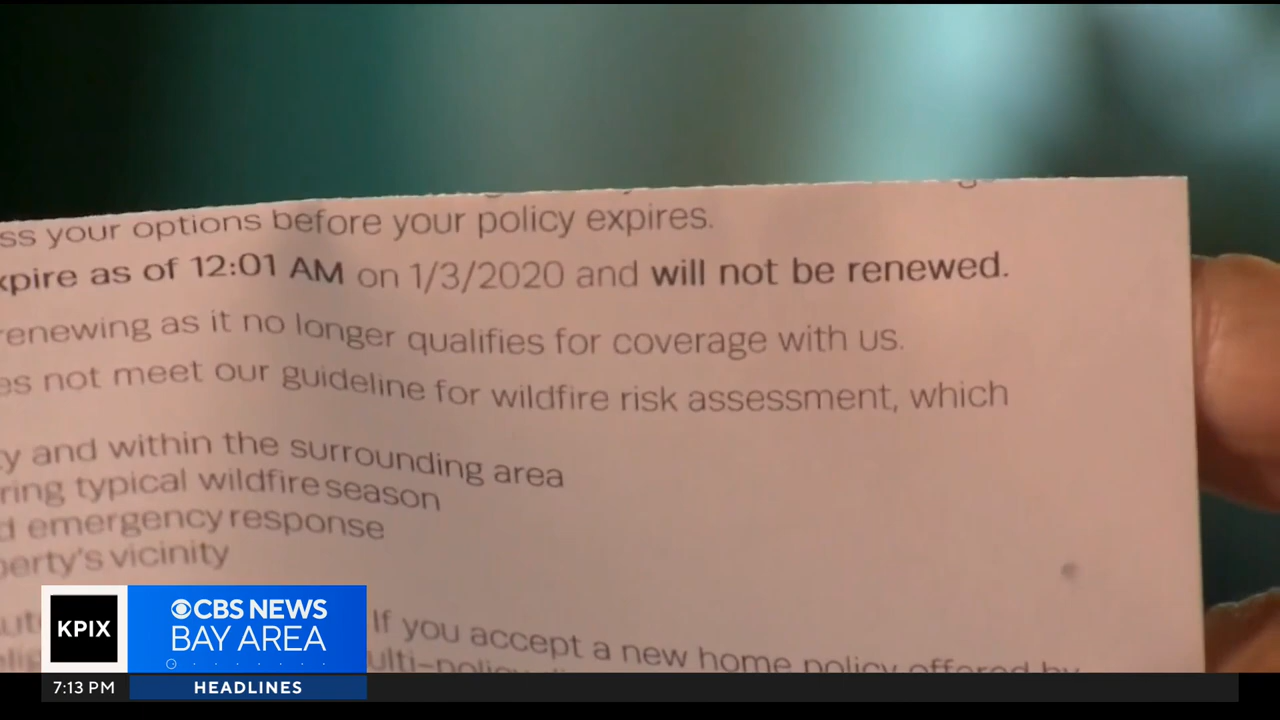 ss your options before your policy expires.
xpire as of 12:01 AM on 1/3/2020 and will not be renewed.
renewing as it no longer qualifies for coverage with us.
es not meet our guideline for wildfire risk assessment, which
y and within the surrounding area
ring typical wildfire season
d emergency response
perty's vicinity
If you accept a new home policy offered by
ulti-policy
KPIX
CBS NEWS
BAY AREA
7:13 PM
HEADLINES